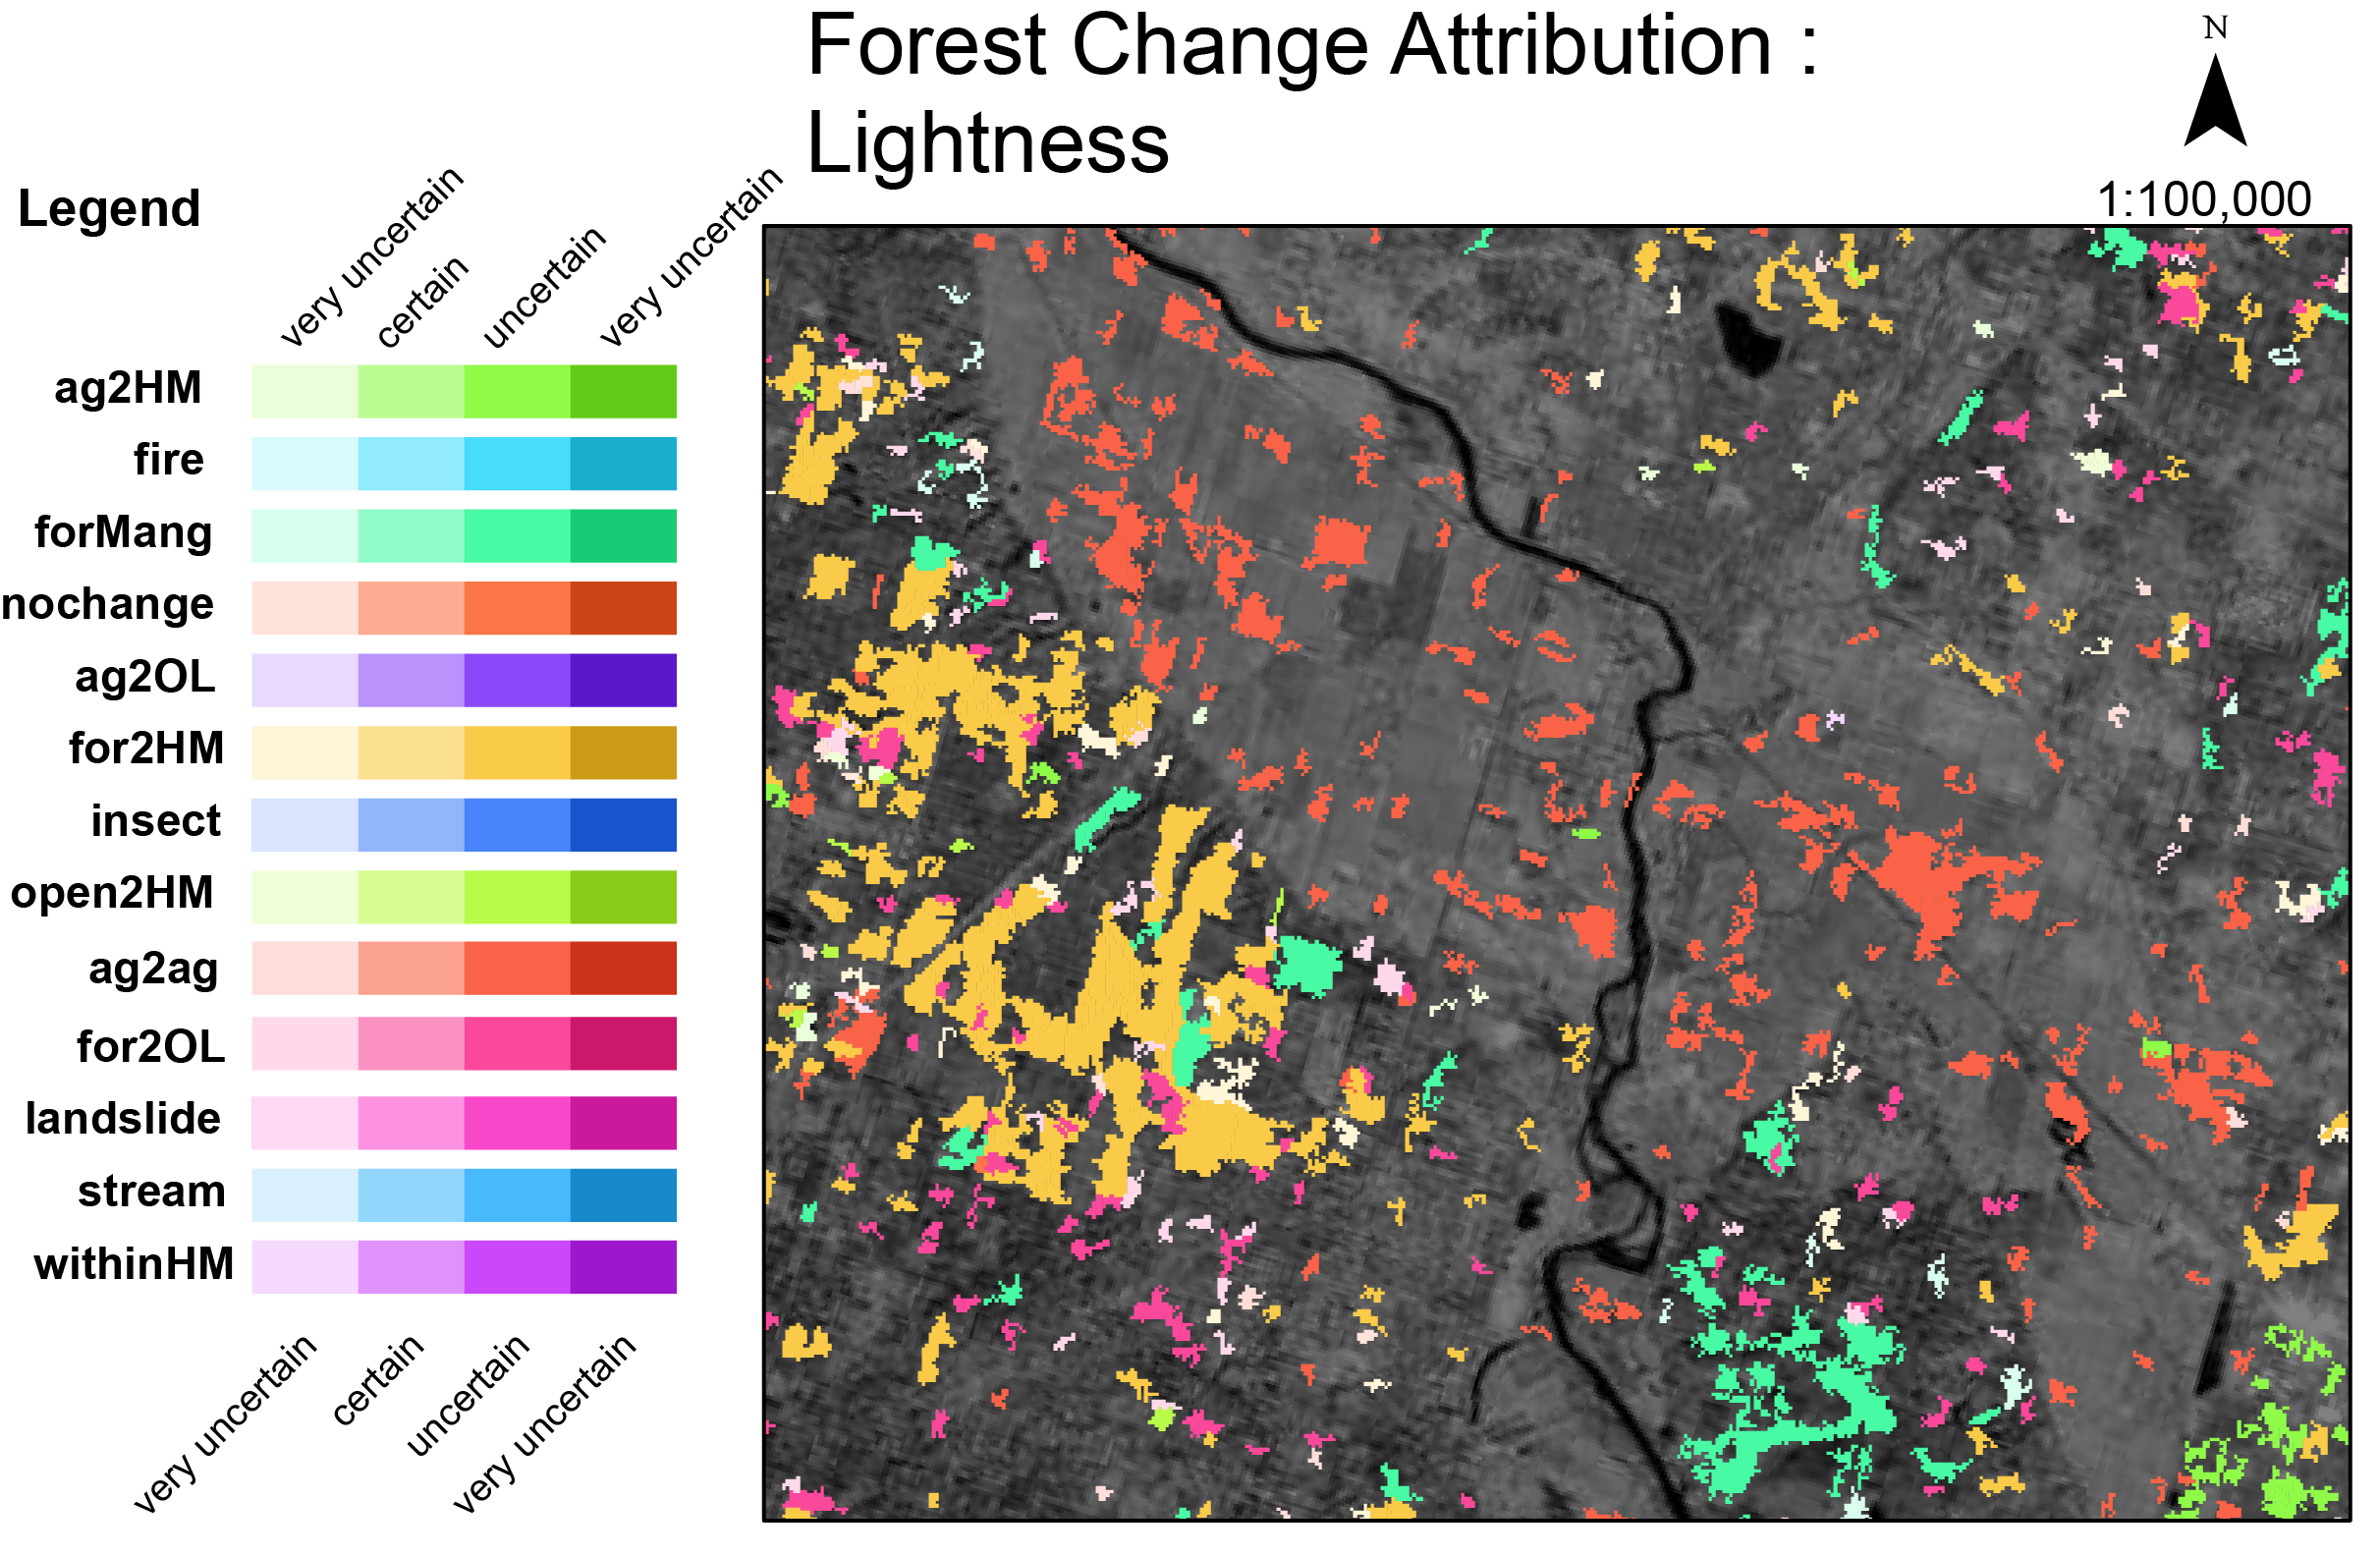 Forest Change Attribution :
Lightness
N
1:100,000
Legend
very uncertain
certain
uncertain
very uncertain
ag2HM
fire
forMang
nochange
ag2OL
for2HM
insect
open2HM
ag2ag
for2OL
landslide
stream
withinHM
very uncertain
certain
uncertain
very uncertain